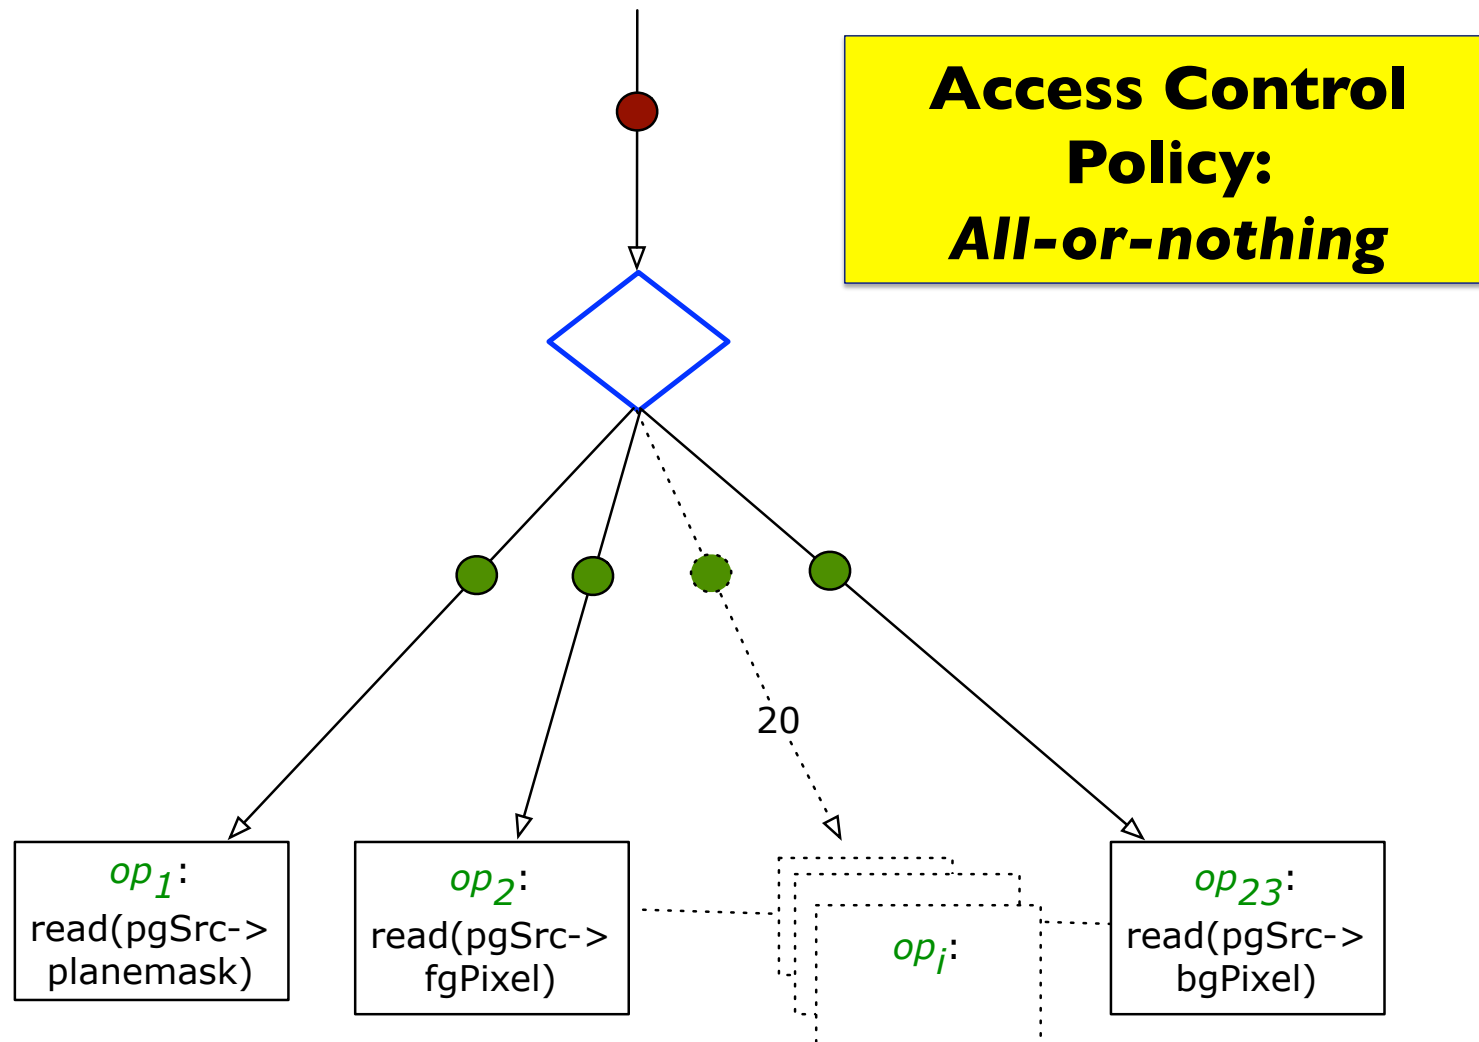 Access Control
Policy:
All-or-nothing
20
op1:
read(pgSrc->
planemask)
op2:
read(pgSrc->
fgPixel)
opi:
op23:
read(pgSrc->
bgPixel)